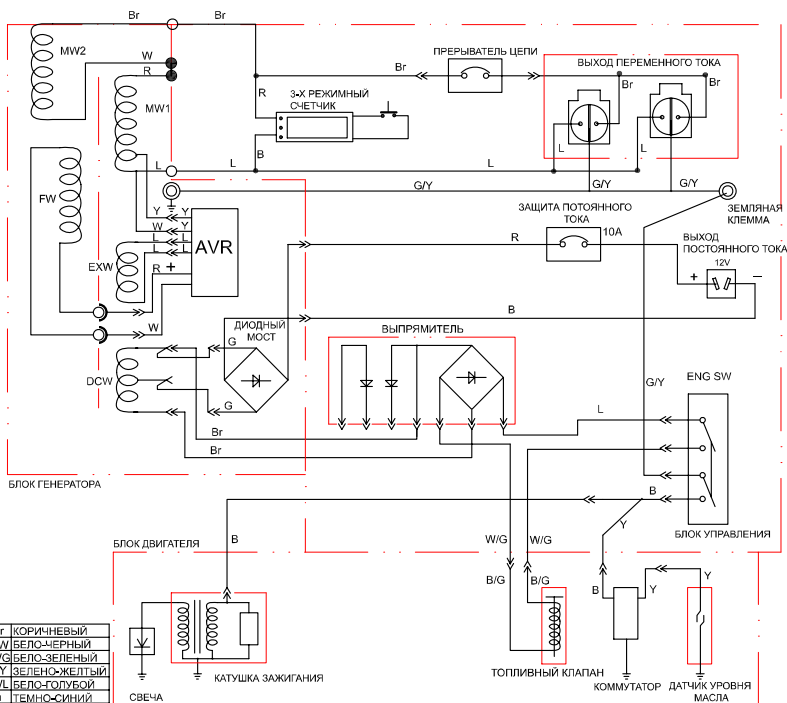 Br
Br
MW2
W
R
MW1
ПРЕРЫВАТЕЛЬ ЦЕПИ
Br
ВЫХОД ПЕРЕМЕННОГО ТОКА
Br
Br
R
3-Х РЕЖИМНЫЙ
СЧЕТЧИК
B
L
L
L
L
L
FW
G/Y
G/Y
G/Y
ЗЕМЛЯНАЯ
КЛЕММА
Y
Y
W
Y
L
L
L
L
R
+
AVR
EXW
W
ЗАЩИТА ПОТОЯННОГО
ТОКА
R
10A
ВЫХОД
ПОСТОЯННОГО ТОКА
12V
+
–
B
ДИОДНЫЙ
МОСТ
G
G
DCW
ВЫПРЯМИТЕЛЬ
Br
Br
G/Y
ENG SW
L
B
Y
БЛОК УПРАВЛЕНИЯ
БЛОК ГЕНЕРАТОРА
БЛОК ДВИГАТЕЛЯ
B
W/G
W/G
B/G
B/G
B
Y
Y
СВЕЧА
КАТУШКА ЗАЖИГАНИЯ
ТОПЛИВНЫЙ КЛАПАН
КОММУТАТОР
ДАТЧИК УРОВНЯ
МАСЛА
r КОРИЧНЕВЫЙ
W БЕЛО-ЧЕРНЫЙ
/G БЕЛО-ЗЕЛЕНЫЙ
Y ЗЕЛЕНО-ЖЕЛТЫЙ
/L БЕЛО-ГОЛУБОЙ
ТЕМНО-СИНИЙ